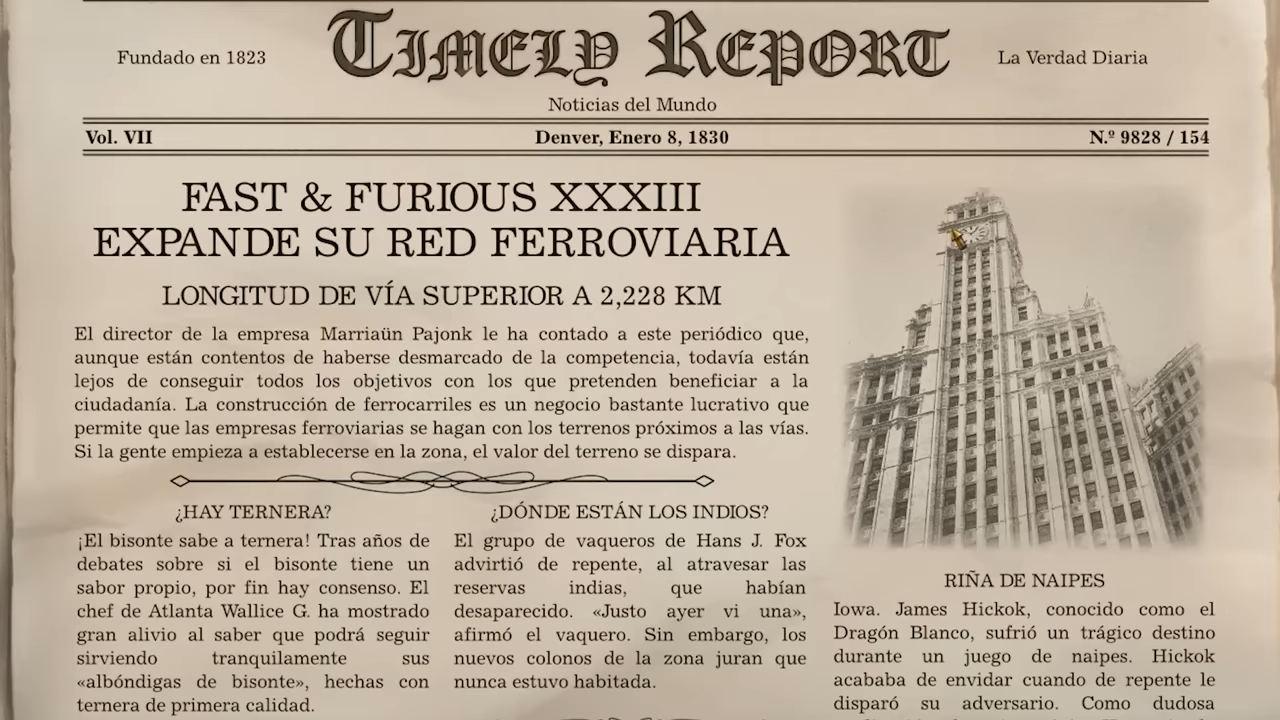 Fundado en 1823
TIMELY REPORT
La Verdad Diaria
Noticias del Mundo
Vol. VII
Denver, Enero 8, 1830
N.º 9828 / 154
FAST & FURIOUS XXXIII
EXPANDE SU RED FERROVIARIA
LONGITUD DE VÍA SUPERIOR A 2,228 KM
El director de la empresa Marriaün Pajonk le ha contado a este periódico que,
aunque están contentos de haberse desmarcado de la competencia, todavía están
lejos de conseguir todos los objetivos con los que pretenden beneficiar a la
ciudadanía. La construcción de ferrocarriles es un negocio bastante lucrativo que
permite que las empresas ferroviarias se hagan con los terrenos próximos a las vías.
Si la gente empieza a establecerse en la zona, el valor del terreno se dispara.
¿HAY TERNERA?
¡El bisonte sabe a ternera! Tras años de
debates sobre si el bisonte tiene un
sabor propio, por fin hay consenso. El
chef de Atlanta Wallice G. ha mostrado
gran alivio al saber que podrá seguir
sirviendo tranquilamente sus
«albóndigas de bisonte», hechas con
ternera de primera calidad.
¿DÓNDE ESTÁN LOS INDIOS?
El grupo de vaqueros de Hans J. Fox
advirtió de repente, al atravesar las
reservas indias, que habían
desaparecido. «Justo ayer vi una»,
afirmó el vaquero. Sin embargo, los
nuevos colonos de la zona juran que
nunca estuvo habitada.
RIÑA DE NAIPES
Iowa. James Hickok, conocido como el
Dragón Blanco, sufrió un trágico destino
durante un juego de naipes. Hickok
acababa de envidar cuando de repente le
disparó su adversario. Como dudosa